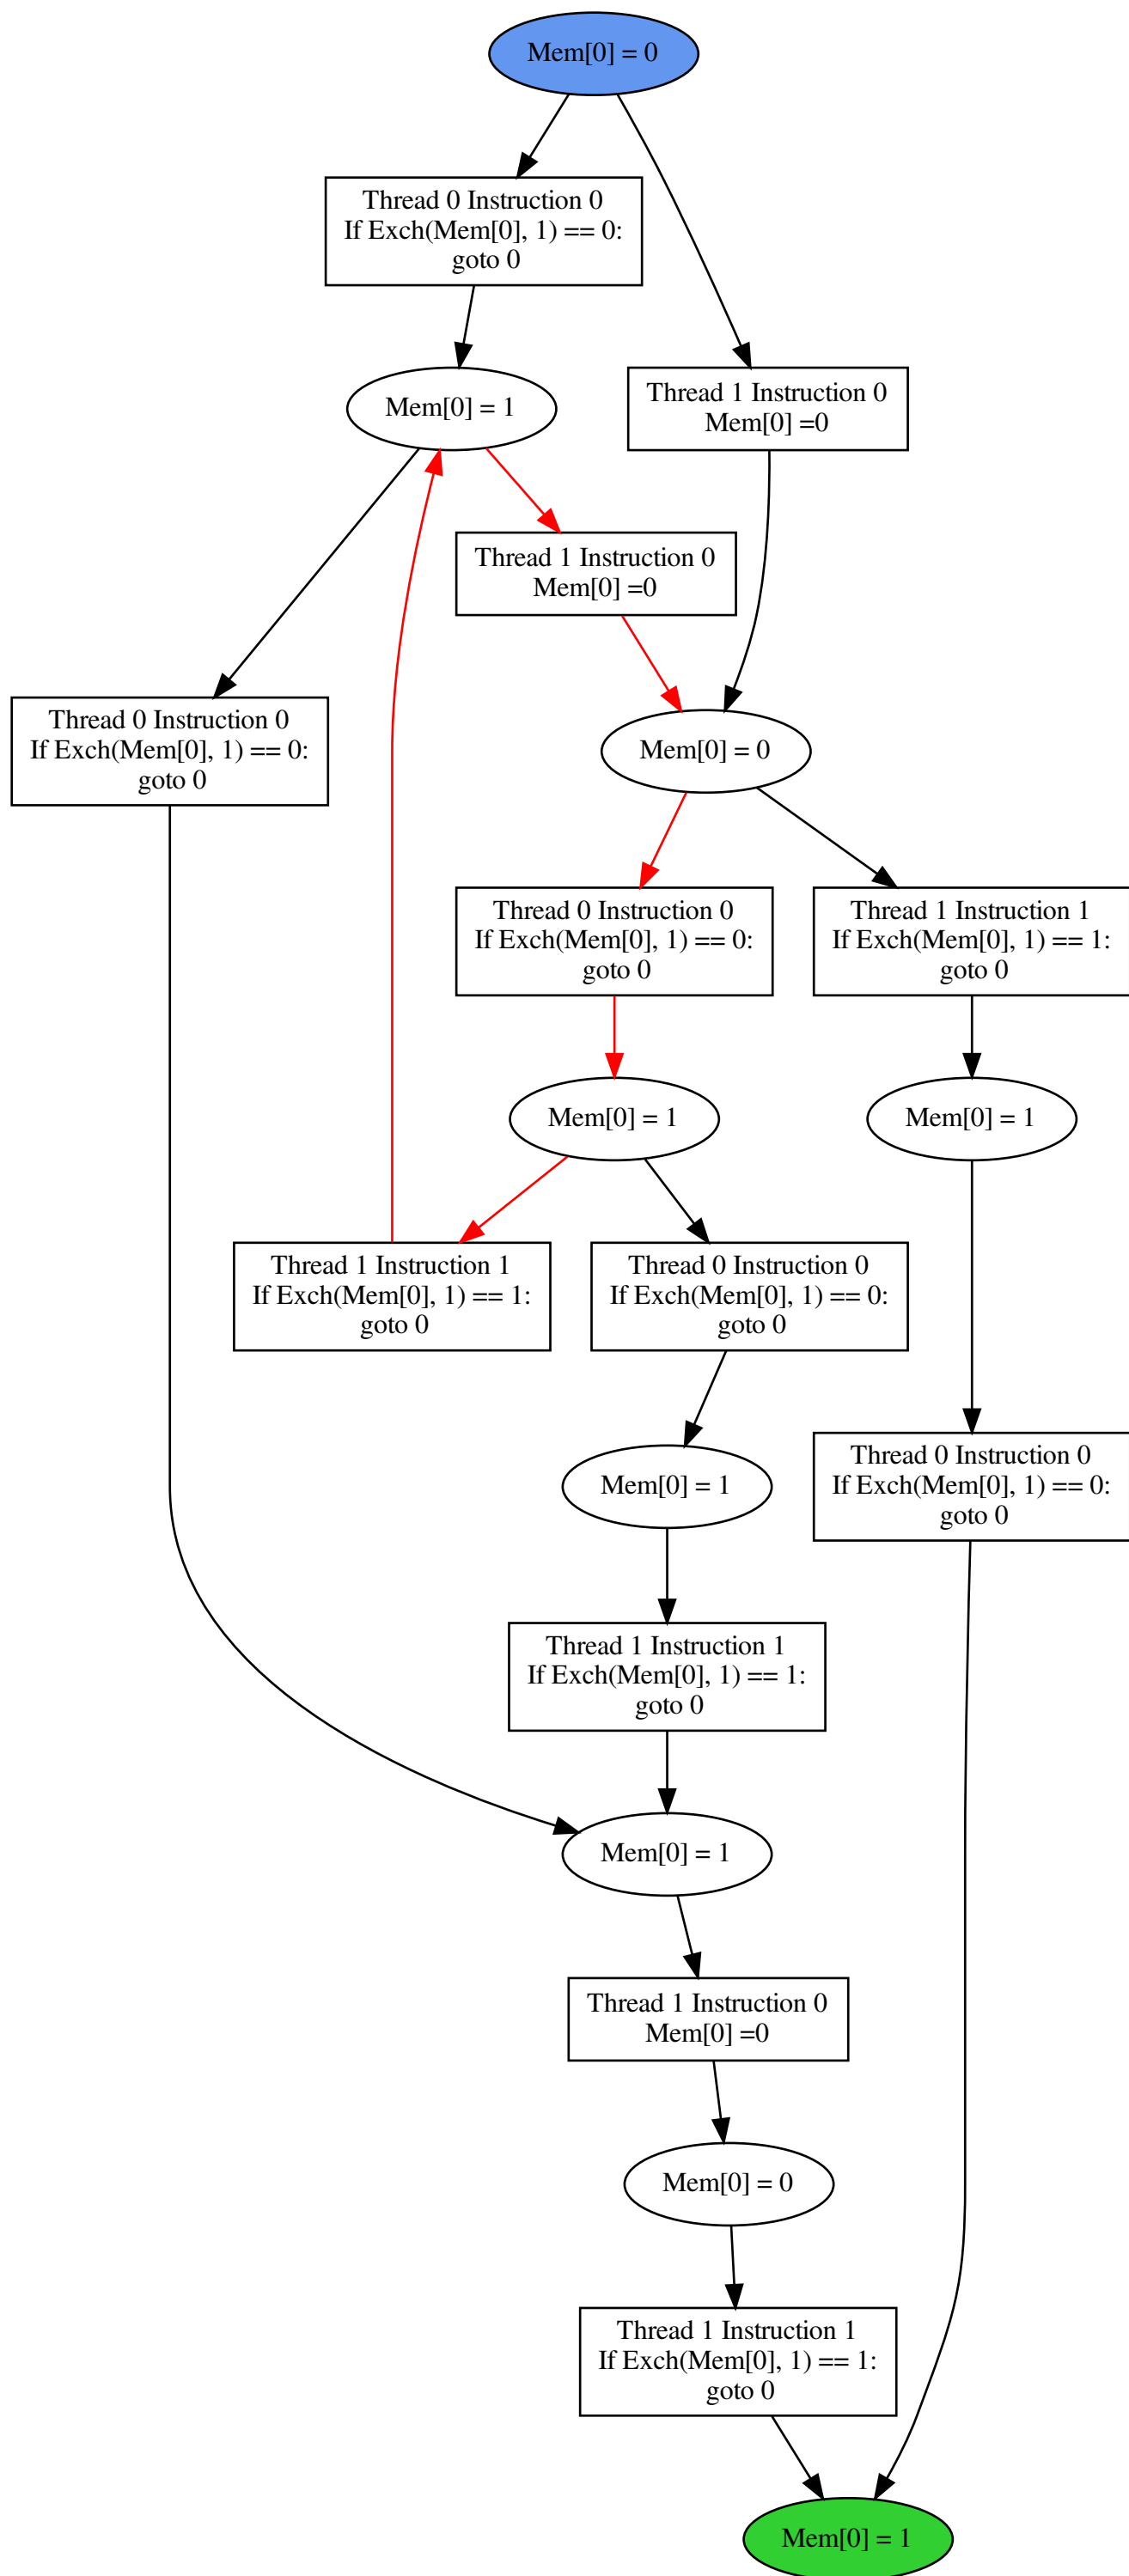 Mem[0] = 0
Thread 0 Instruction 0
If Exch(Mem[0], 1) == 0:
goto 0
Mem[0] = 1
Thread 1 Instruction 0
Mem[0] =0
Thread 1 Instruction 0
Mem[0] =0
Thread 0 Instruction 0
If Exch(Mem[0], 1) == 0:
goto 0
Mem[0] = 0
Thread 0 Instruction 0
If Exch(Mem[0], 1) == 0:
goto 0
Thread 1 Instruction 1
If Exch(Mem[0], 1) == 1:
goto 0
Mem[0] = 1
Mem[0] = 1
Thread 1 Instruction 1
If Exch(Mem[0], 1) == 1:
goto 0
Thread 0 Instruction 0
If Exch(Mem[0], 1) == 0:
goto 0
Mem[0] = 1
Thread 0 Instruction 0
If Exch(Mem[0], 1) == 0:
goto 0
Thread 1 Instruction 1
If Exch(Mem[0], 1) == 1:
goto 0
Mem[0] = 1
Thread 1 Instruction 0
Mem[0] =0
Mem[0] = 0
Thread 1 Instruction 1
If Exch(Mem[0], 1) == 1:
goto 0
Mem[0] = 1